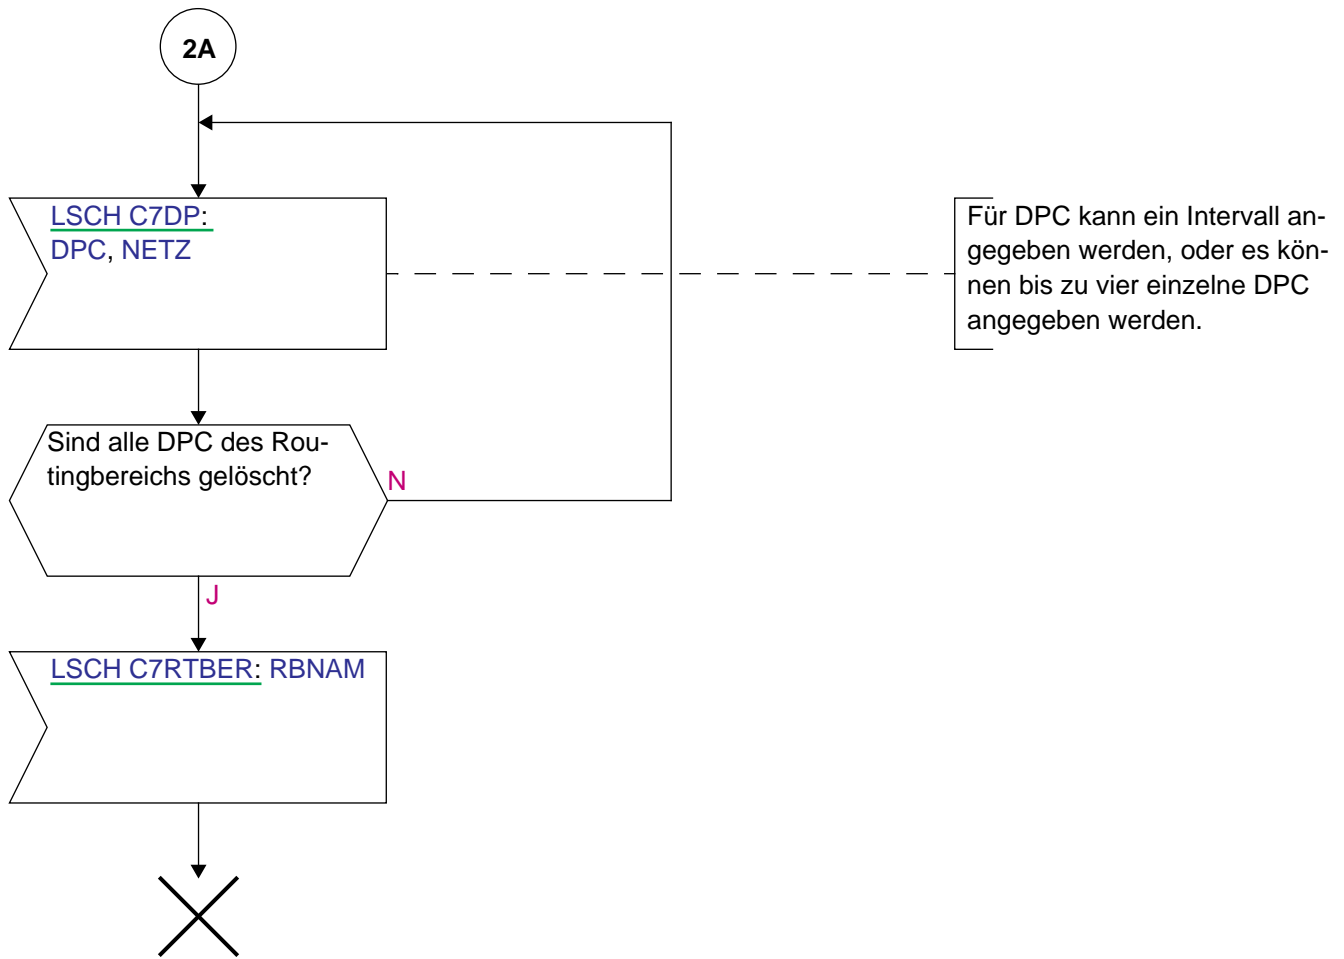 2A
LSCH C7DP:
DPC, NETZ
Für DPC kann ein Intervall an-
gegeben werden, oder es kön-
nen bis zu vier einzelne DPC
angegeben werden.
Sind alle DPC des Rou-
tingbereichs gelöscht?
N
J
LSCH C7RTBER: RBNAM